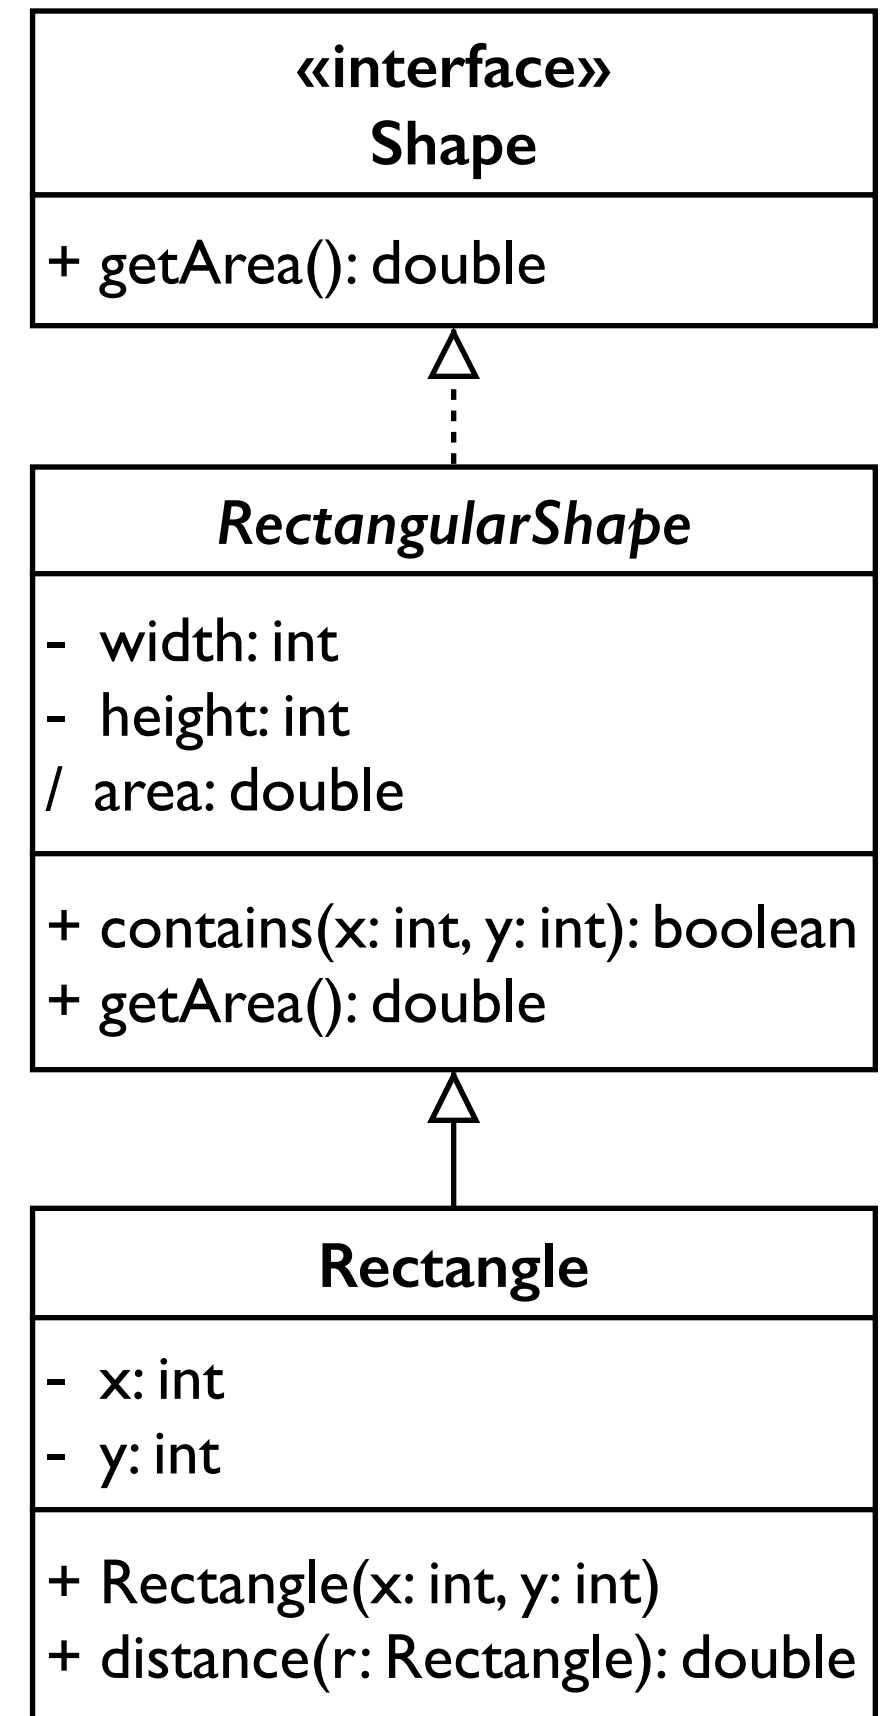 «interface»
Shape
+ getArea(): double
RectangularShape
- width: int
- height: int
/ area: double
+ contains(x: int, y: int): boolean
+ getArea(): double
Rectangle
- x: int
- y: int
+ Rectangle(x: int, y: int)
+ distance(r: Rectangle): double